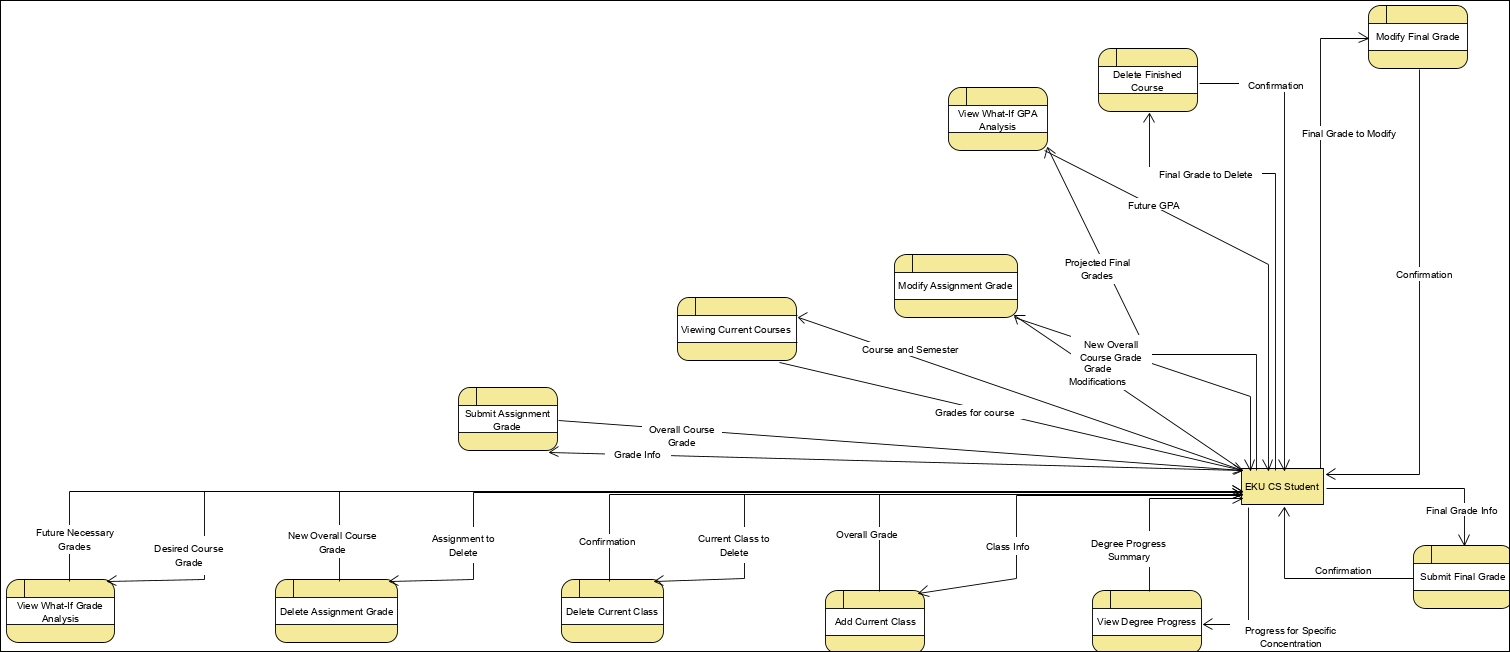 Modify Final Grade
Delete Finished
Course
Confirmation
View What-If GPA
Analysis
Final Grade to Modify
Final Grade to Delete
Future GPA
Projected Final
Grades
Confirmation
Modify Assignment Grade
Viewing Current Courses
Course and Semester
New Overall
Course Grade
Grade
Modifications
Grades for course
Submit Assignment
Grade
Overall Course
Grade
Grade Info
EKU CS Student
Final Grade Info
Future Necessary
Grades
Desired Course
Grade
New Overall Course
Grade
Assignment to
Delete
Confirmation
Current Class to
Delete
Overall Grade
Class Info
Degree Progress
Summary
Confirmation
Submit Final Grade
View What-If Grade
Analysis
Delete Assignment Grade
Delete Current Class
Add Current Class
View Degree Progress
Progress for Specific
Concentration